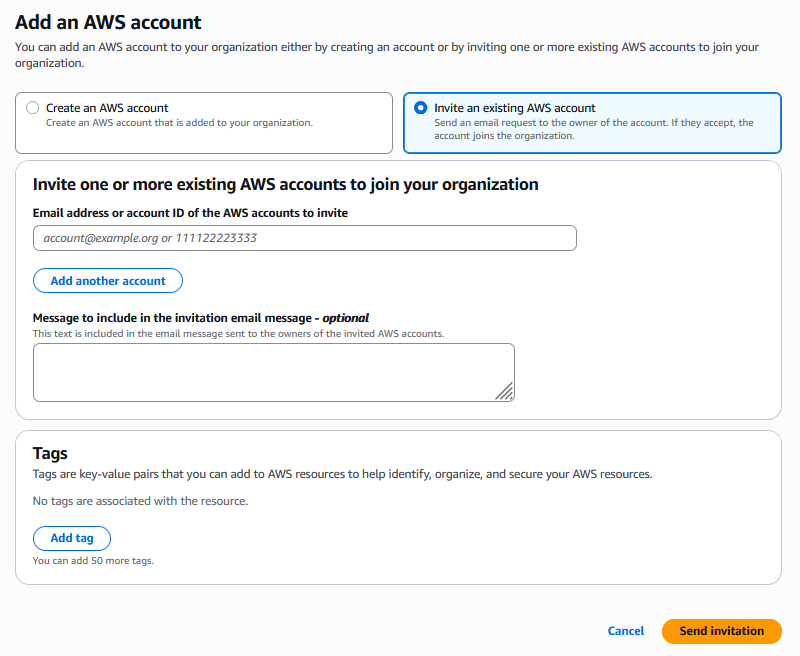 Add an AWS account
You can add an AWS account to your organization either by creating an account or by inviting one or more existing AWS accounts to join your
organization.
Create an AWS account
Create an AWS account that is added to your organization.
Invite an existing AWS account
Send an email request to the owner of the account. If they accept, the
account joins the organization.
Invite one or more existing AWS accounts to join your organization
Email address or account ID of the AWS accounts to invite
account@example.org or 111122223333
Add another account
Message to include in the invitation email message - optional
This text is included in the email message sent to the owners of the invited AWS accounts.
Tags
Tags are key-value pairs that you can add to AWS resources to help identify, organize, and secure your AWS resources.
No tags are associated with the resource.
Add tag
You can add 50 more tags.
Cancel
Send invitation